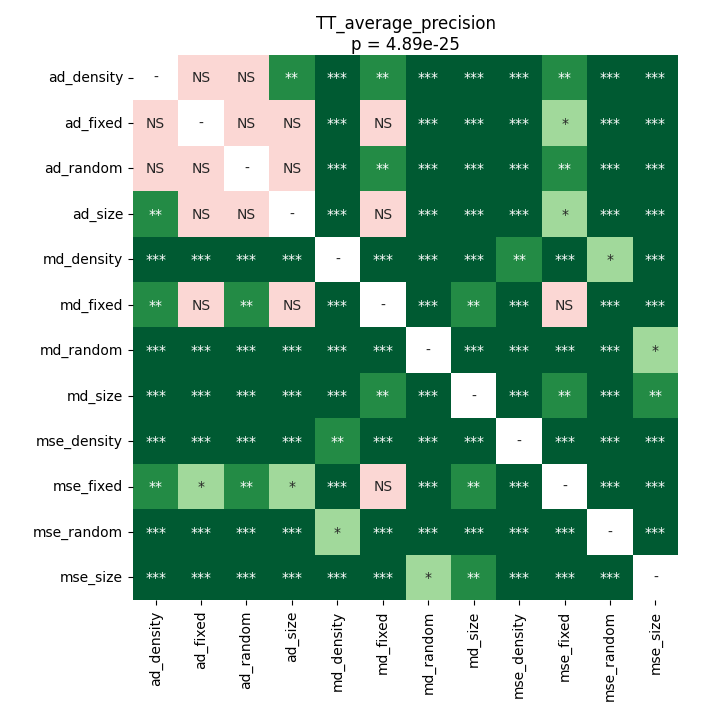 TT_average_precision
p = 4.89e-25
ad_density - NS NS ** *** ** *** *** *** ** *** ***
ad_fixed NS - NS NS *** NS *** *** *** * *** ***
ad_random NS NS - NS *** ** *** *** *** ** *** ***
ad_size ** NS NS - *** NS *** *** *** * *** ***
md_density *** *** *** *** - *** *** *** ** *** * ***
md_fixed ** NS ** NS *** - *** ** *** NS *** ***
md_random *** *** *** *** *** *** - *** *** *** *** *
md_size *** *** *** *** *** ** *** - *** ** *** **
mse_density *** *** *** *** ** *** *** *** - *** *** ***
mse_fixed ** * ** * *** NS *** ** *** - *** ***
mse_random *** *** *** *** * *** *** *** *** *** - ***
mse_size *** *** *** *** *** *** * ** *** *** *** -
ad_density ad_fixed ad_random ad_size md_density md_fixed md_random md_size mse_density mse_fixed mse_random mse_size